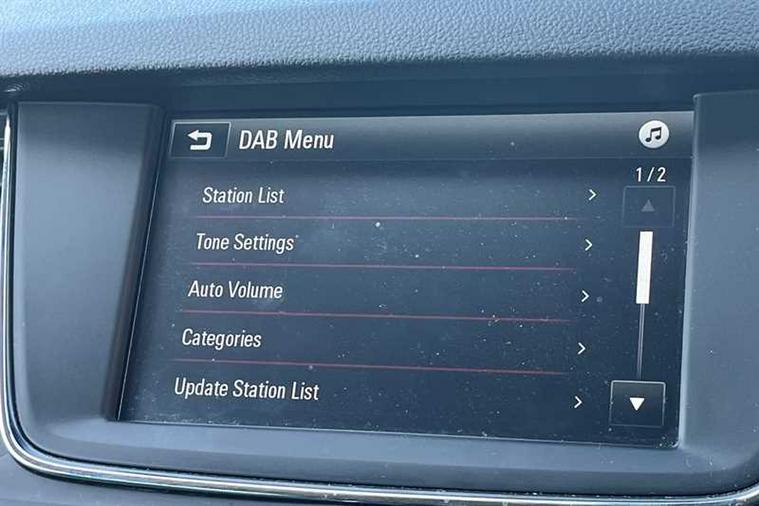 DAB Menu
1/2
Station List
Tone Settings
Auto Volume
Categories
Update Station List